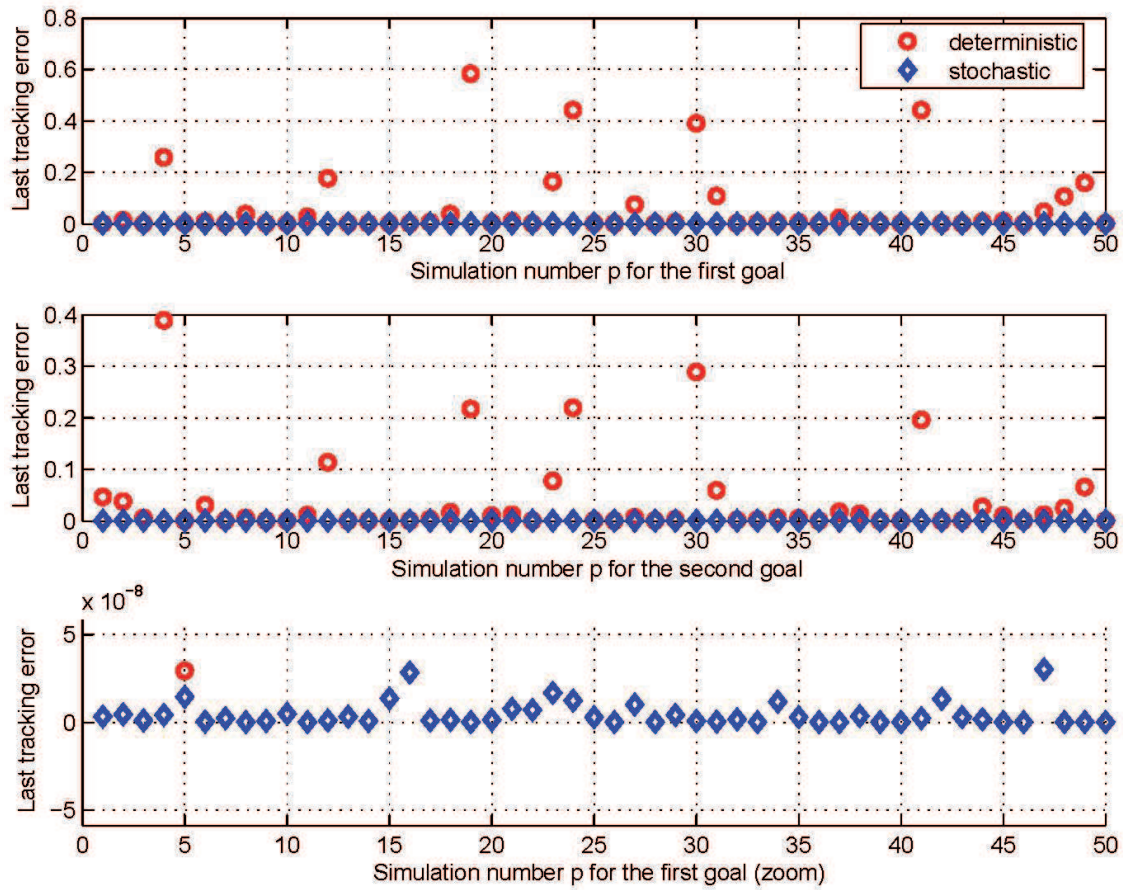 0.8
deterministic
stochastic
0.6
0.4
0.2
0
Last tracking error
0 5 10 15 20 25 30 35 40 45 50
Simulation number p for the first goal
0.4
0.3
0.2
0.1
0
Last tracking error
0 5 10 15 20 25 30 35 40 45 50
Simulation number p for the second goal
x 10⁻⁸
5
0
−5
Last tracking error
0 5 10 15 20 25 30 35 40 45 50
Simulation number p for the first goal (zoom)